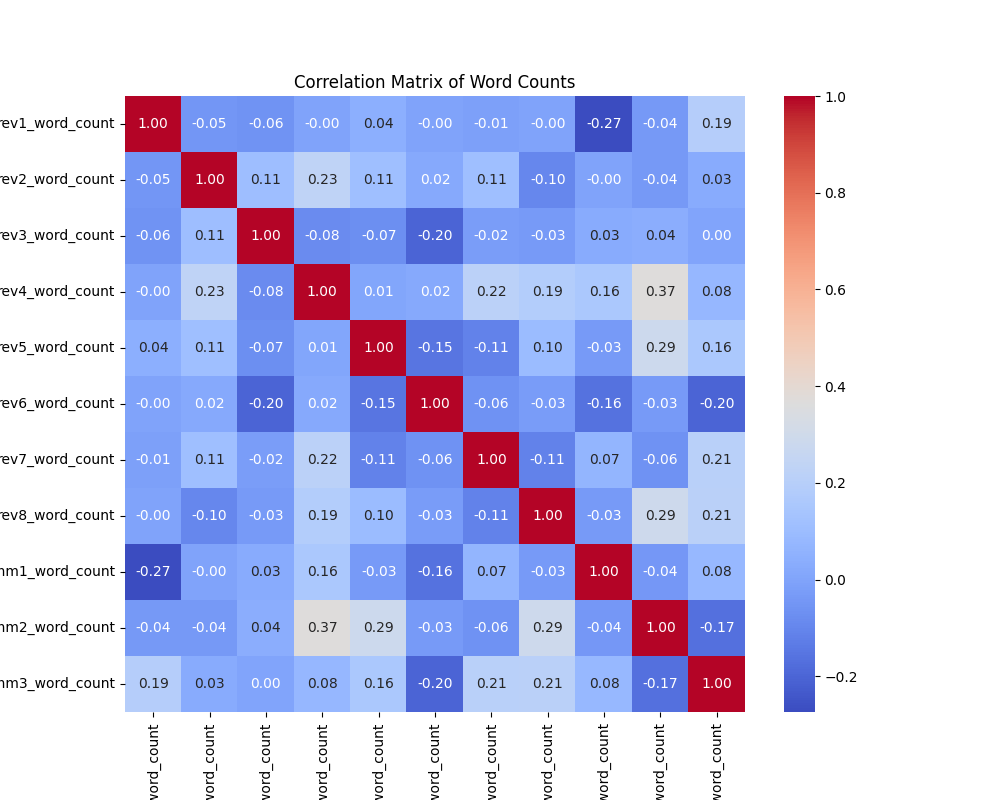 Correlation Matrix of Word Counts
rev1_word_count 1.00 -0.05 -0.06 -0.00 0.04 -0.00 -0.01 -0.00 -0.27 -0.04 0.19
rev2_word_count -0.05 1.00 0.11 0.23 0.11 0.02 0.11 -0.10 -0.00 -0.04 0.03
rev3_word_count -0.06 0.11 1.00 -0.08 -0.07 -0.20 -0.02 -0.03 0.03 0.04 0.00
rev4_word_count -0.00 0.23 -0.08 1.00 0.01 0.02 0.22 0.19 0.16 0.37 0.08
rev5_word_count 0.04 0.11 -0.07 0.01 1.00 -0.15 -0.11 0.10 -0.03 0.29 0.16
rev6_word_count -0.00 0.02 -0.20 0.02 -0.15 1.00 -0.06 -0.03 -0.16 -0.03 -0.20
rev7_word_count -0.01 0.11 -0.02 0.22 -0.11 -0.06 1.00 -0.11 0.07 -0.06 0.21
rev8_word_count -0.00 -0.10 -0.03 0.19 0.10 -0.03 -0.11 1.00 -0.03 0.29 0.21
nm1_word_count -0.27 -0.00 0.03 0.16 -0.03 -0.16 0.07 -0.03 1.00 -0.04 0.08
nm2_word_count -0.04 -0.04 0.04 0.37 0.29 -0.03 -0.06 0.29 -0.04 1.00 -0.17
nm3_word_count 0.19 0.03 0.00 0.08 0.16 -0.20 0.21 0.21 0.08 -0.17 1.00
word_count word_count word_count word_count word_count word_count word_count word_count word_count word_count word_count
1.0
0.8
0.6
0.4
0.2
0.0
−0.2